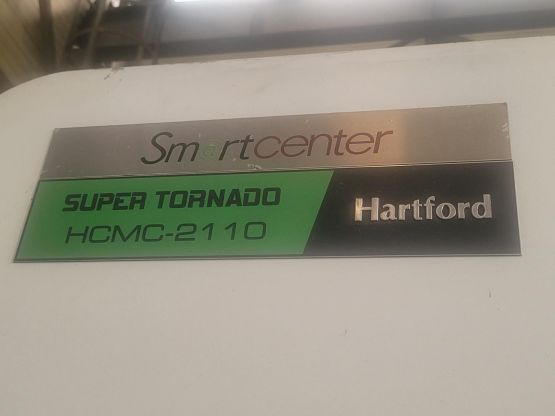 Smartcenter
SUPER TORNADO
HCMC-2110
Hartford